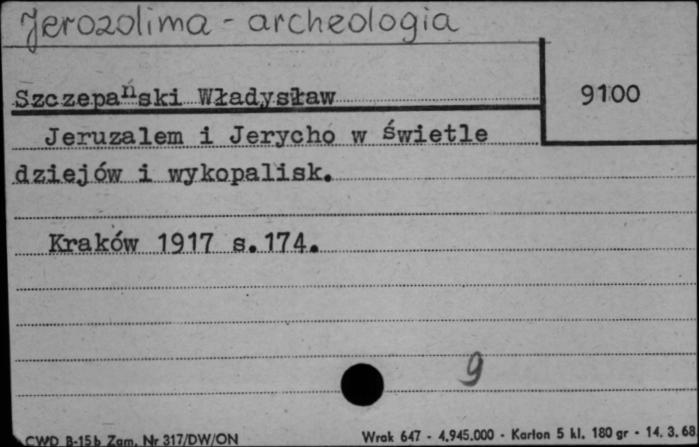 Jerozolima - archeologia
Szczepański Władysław
9100
Jeruzalem i Jerycho w świetle
dziejów i wykopalisk.
Kraków 1917 s.174.
9
CWD B-15b Zam. Nr 317/DW/ON
Wrak 647 - 4.945.000 - Karton 5 kl. 180 gr - 14. 3. 68